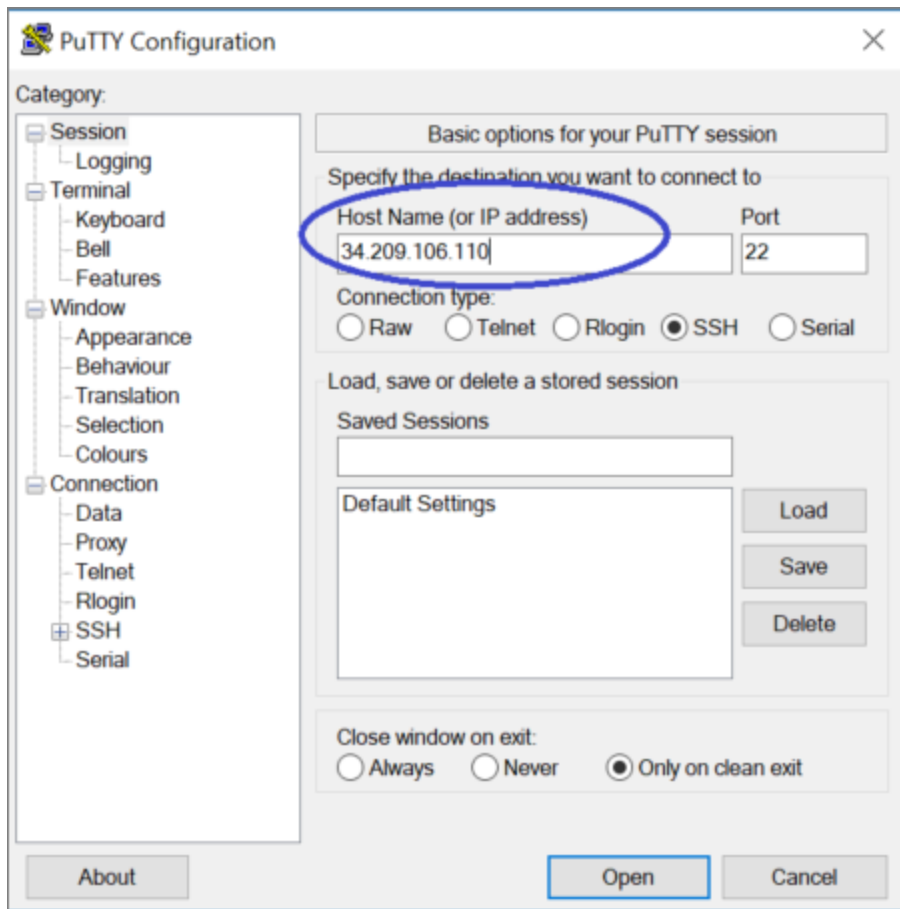 PuTTY Configuration
Category:
Session
Logging
Terminal
Keyboard
Bell
Features
Window
Appearance
Behaviour
Translation
Selection
Colours
Connection
Data
Proxy
Telnet
Rlogin
SSH
Serial
Basic options for your PuTTY session
Specify the destination you want to connect to
Host Name (or IP address) Port
34.209.106.110 22
Connection type:
Raw Telnet Rlogin SSH Serial
Load, save or delete a stored session
Saved Sessions
Default Settings
Load
Save
Delete
Close window on exit:
Always Never Only on clean exit
About Open Cancel